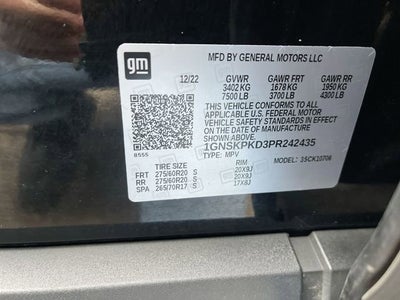 gm
MFD BY GENERAL MOTORS LLC
12/22 GVWR GAWR FRT GAWR RR
3402 KG 1678 KG 1950 KG
7500 LB 3700 LB 4300 LB
THIS VEHICLE CONFORMS TO ALL
APPLICABLE U.S. FEDERAL MOTOR
VEHICLE SAFETY STANDARDS IN EFFECT
ON THE DATE OF MANUFACTURE
SHOWN ABOVE.
8555 1GNSKPKD3PR242435
TYPE: MPV MODEL: 35CK10706
TIRE SIZE RIM
FRT 275/60R20 S 20X9J
RR 275/60R20 S 20X9J
SPA 265/70R17 S 17X8J